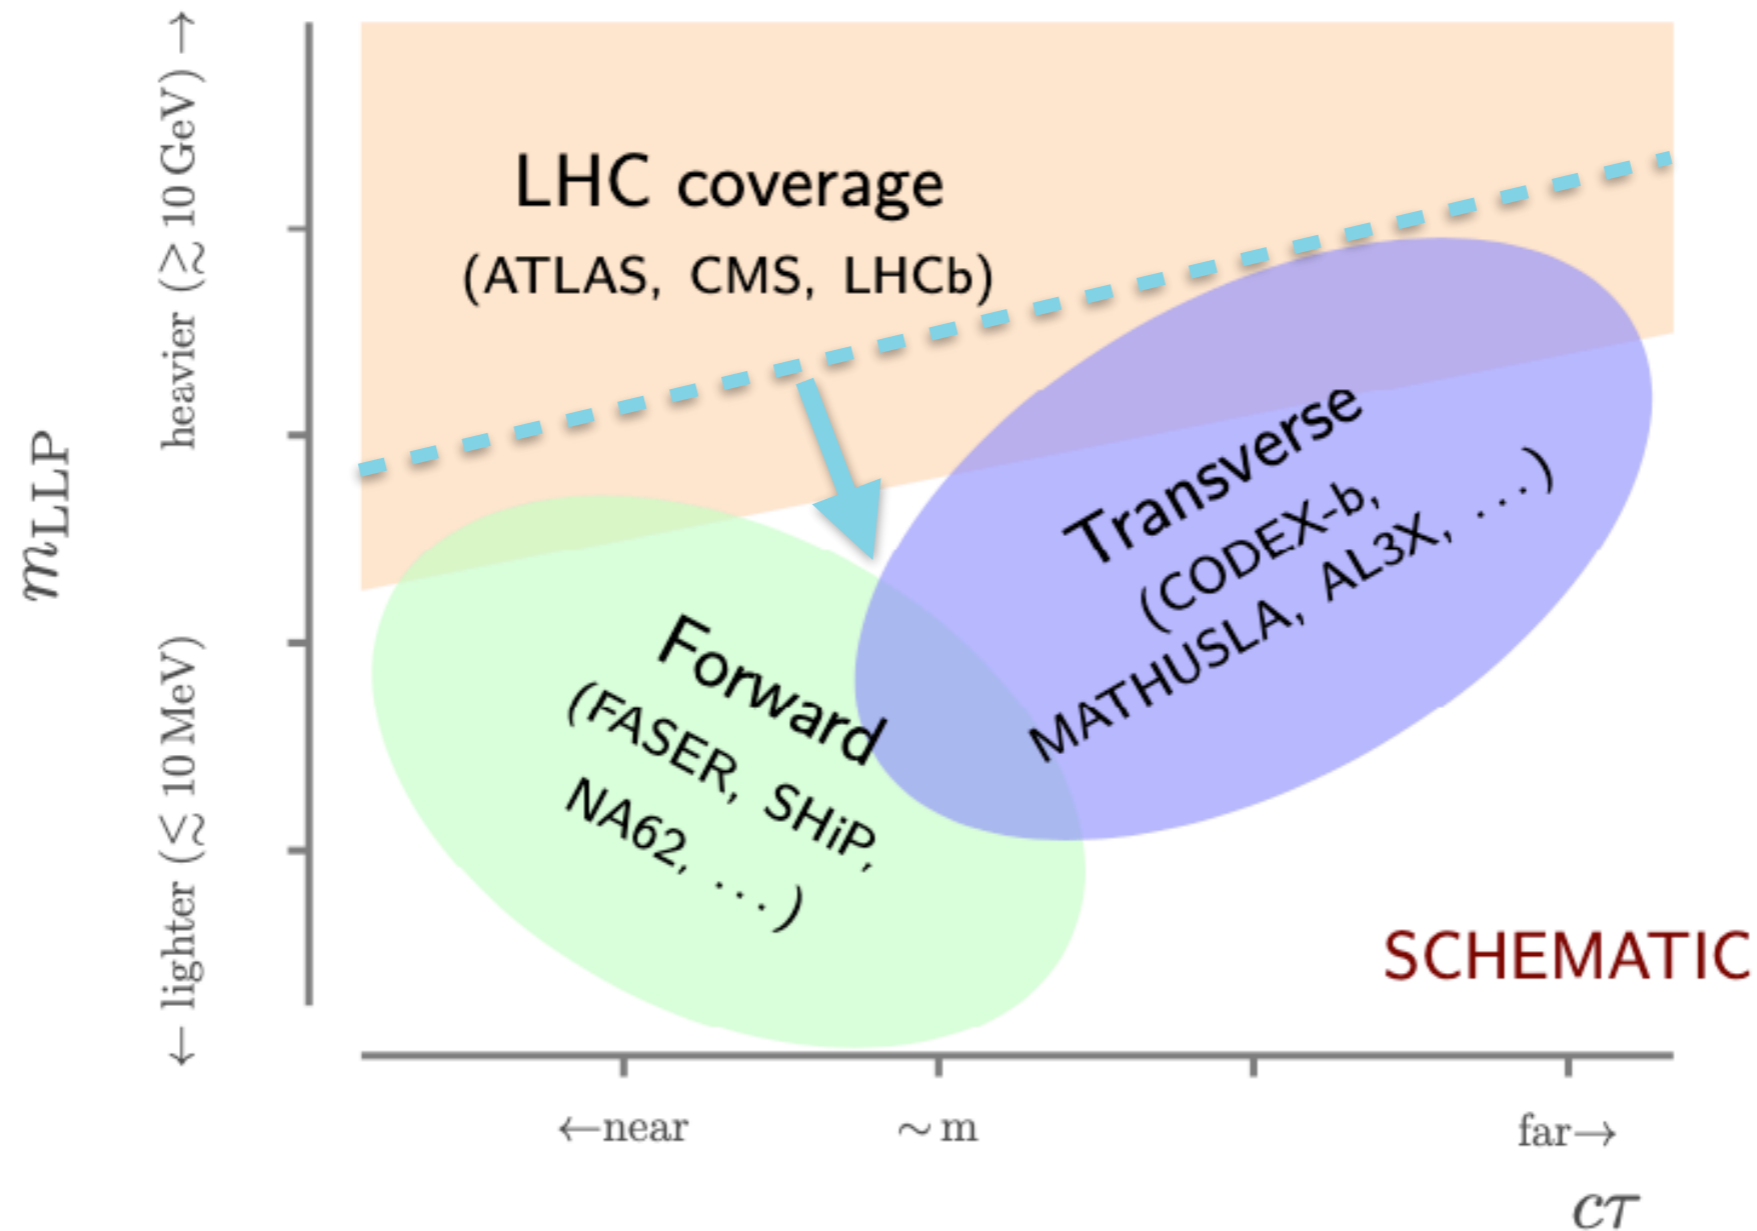 ← lighter (≲ 10 MeV)
heavier (≳ 10 GeV) →
mLLP
LHC coverage
(ATLAS, CMS, LHCb)
Transverse
(CODEX-b,
MATHUSLA, AL3X, ...)
Forward
(FASER, SHiP,
NA62, ...)
SCHEMATIC
←near
∼ m
far→
cτ